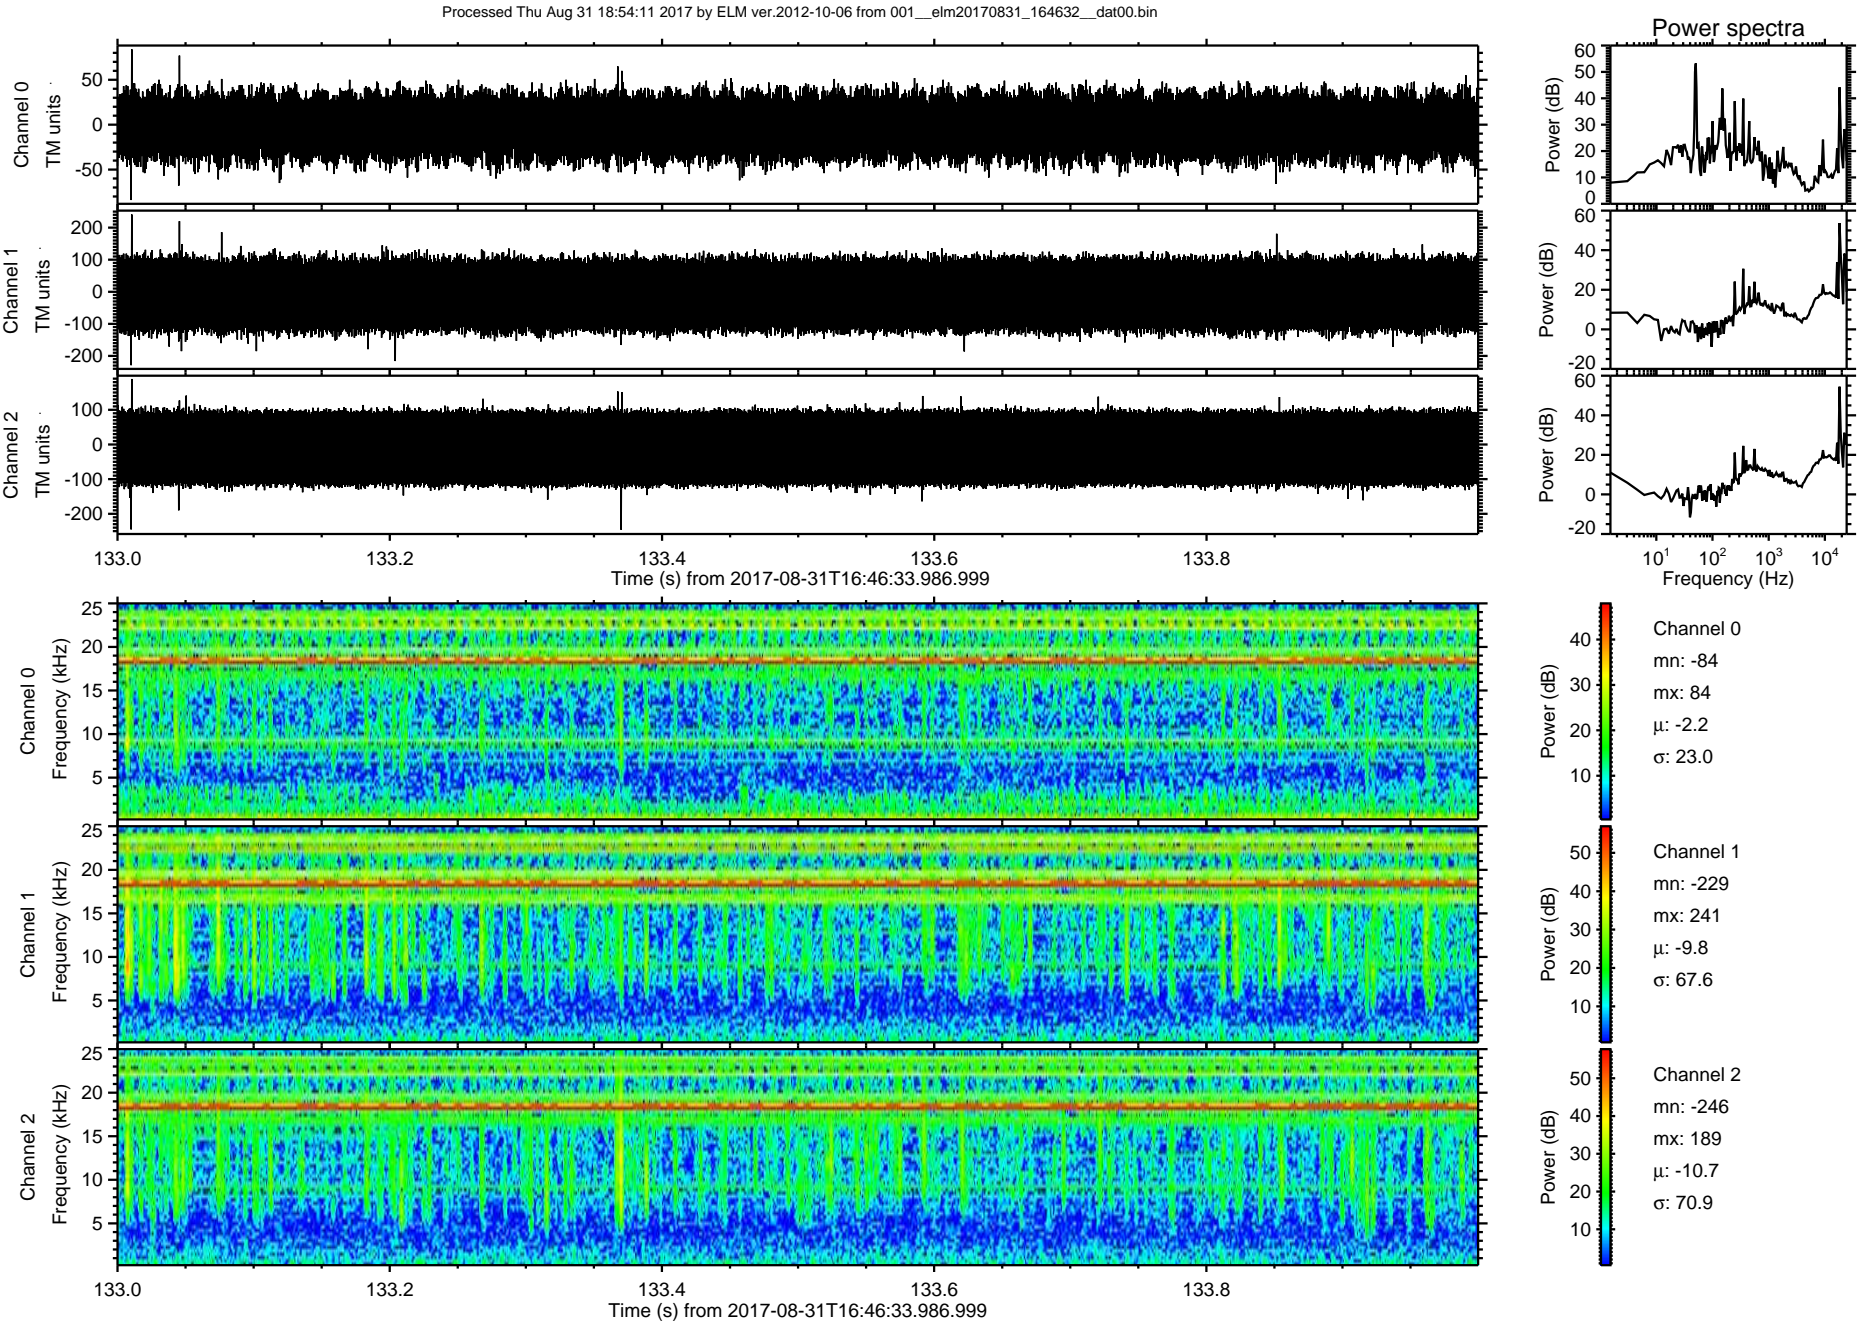 Processed Thu Aug 31 18:54:11 2017 by ELM ver.2012-10-06 from 001__elm20170831_164632__dat00.bin
Power spectra
Channel 0
TM units
50
0
-50
Power (dB)
60
50
40
30
20
10
0
Channel 1
TM units
200
100
0
-100
-200
Power (dB)
60
40
20
0
-20
Channel 2
TM units
100
0
-100
-200
Power (dB)
60
40
20
0
-20
133.0 133.2 133.4 133.6 133.8
Time (s) from 2017-08-31T16:46:33.986.999
10^1 10^2 10^3 10^4
Frequency (Hz)
Channel 0
Frequency (kHz)
25
20
15
10
5
Power (dB)
40
30
20
10
Channel 0
mn: -84
mx: 84
μ: -2.2
σ: 23.0
Channel 1
Frequency (kHz)
25
20
15
10
5
Power (dB)
50
40
30
20
10
Channel 1
mn: -229
mx: 241
μ: -9.8
σ: 67.6
Channel 2
Frequency (kHz)
25
20
15
10
5
Power (dB)
50
40
30
20
10
Channel 2
mn: -246
mx: 189
μ: -10.7
σ: 70.9
133.0 133.2 133.4 133.6 133.8
Time (s) from 2017-08-31T16:46:33.986.999